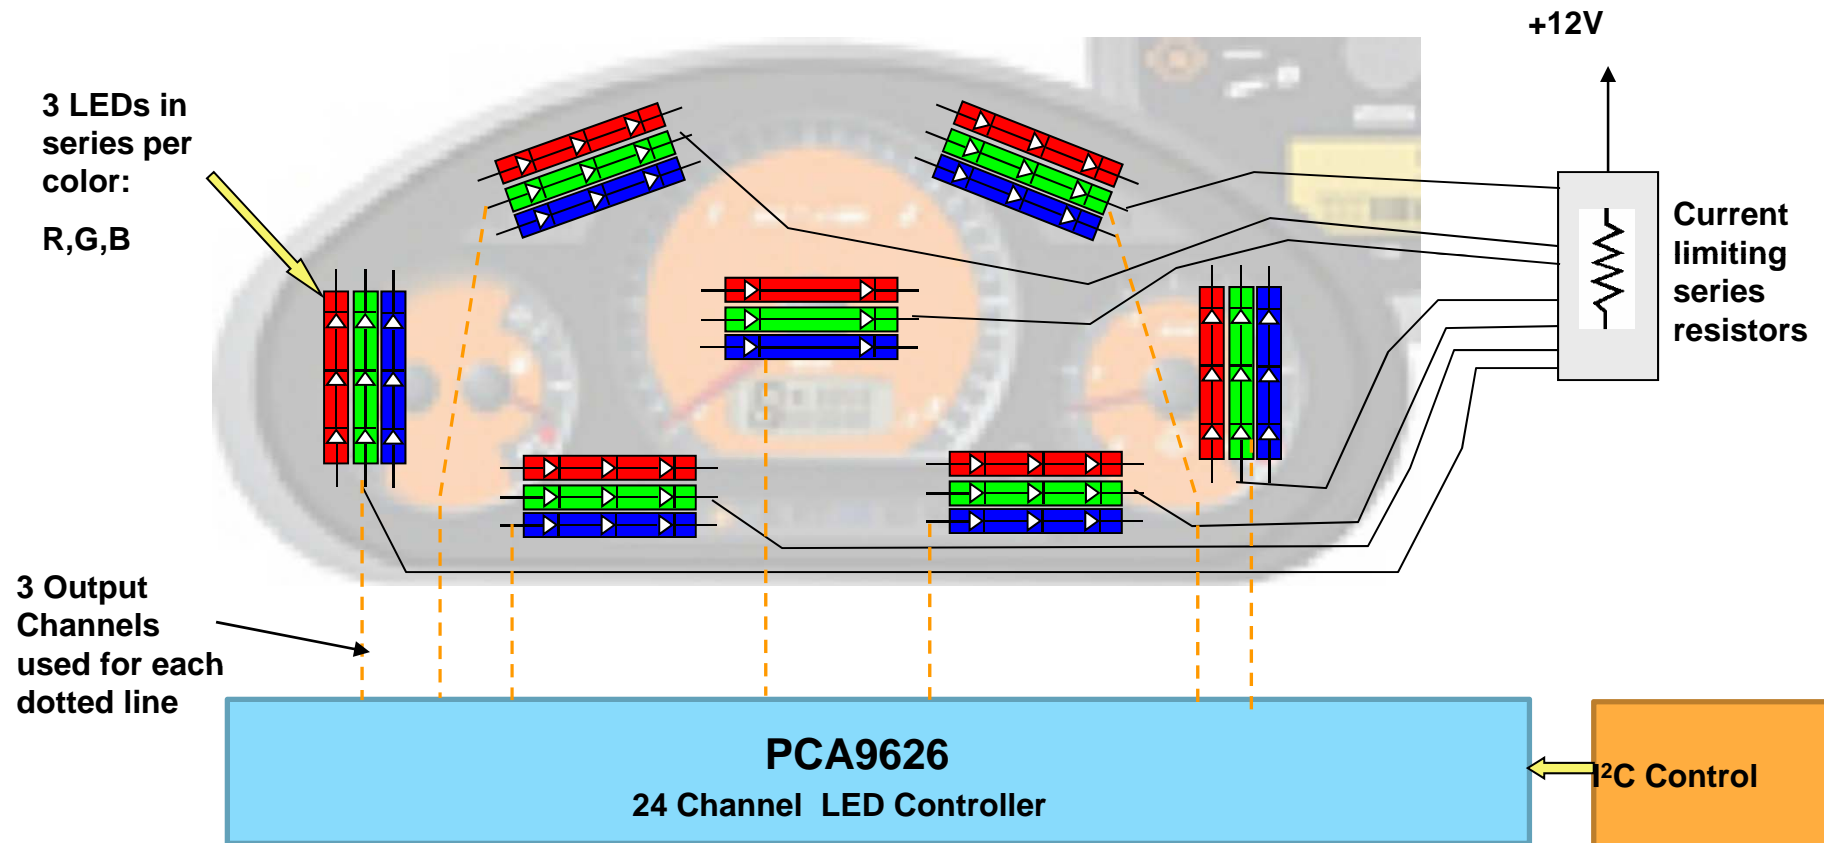 +12V
3 LEDs in
series per
color:
R,G,B
Current
limiting
series
resistors
3 Output
Channels
used for each
dotted line
PCA9626
24 Channel LED Controller
I²C Control